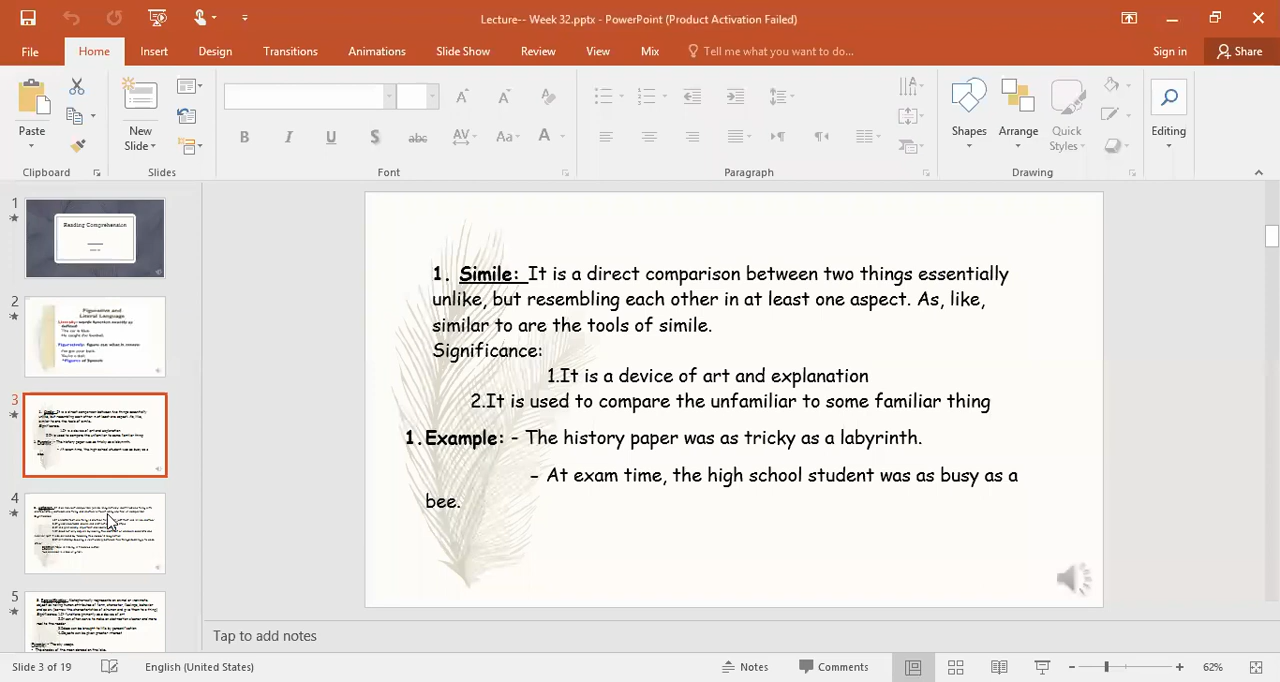 Lecture-- Week 32.pptx - PowerPoint (Product Activation Failed)
File Home Insert Design Transitions Animations Slide Show Review View Mix Tell me what you want to do... Sign in Share
Paste
New
Slide
Shapes Arrange Quick
Styles
Editing
Clipboard Slides Font Paragraph Drawing
1
Reading Comprehension
2
Figurative and
Literal Language
3
4
5
1. Simile: It is a direct comparison between two things essentially
unlike, but resembling each other in at least one aspect. As, like,
similar to are the tools of simile.
Significance:
1.It is a device of art and explanation
2.It is used to compare the unfamiliar to some familiar thing
1.Example: - The history paper was as tricky as a labyrinth.
- At exam time, the high school student was as busy as a
bee.
Tap to add notes
Slide 3 of 19 English (United States) Notes Comments 62%